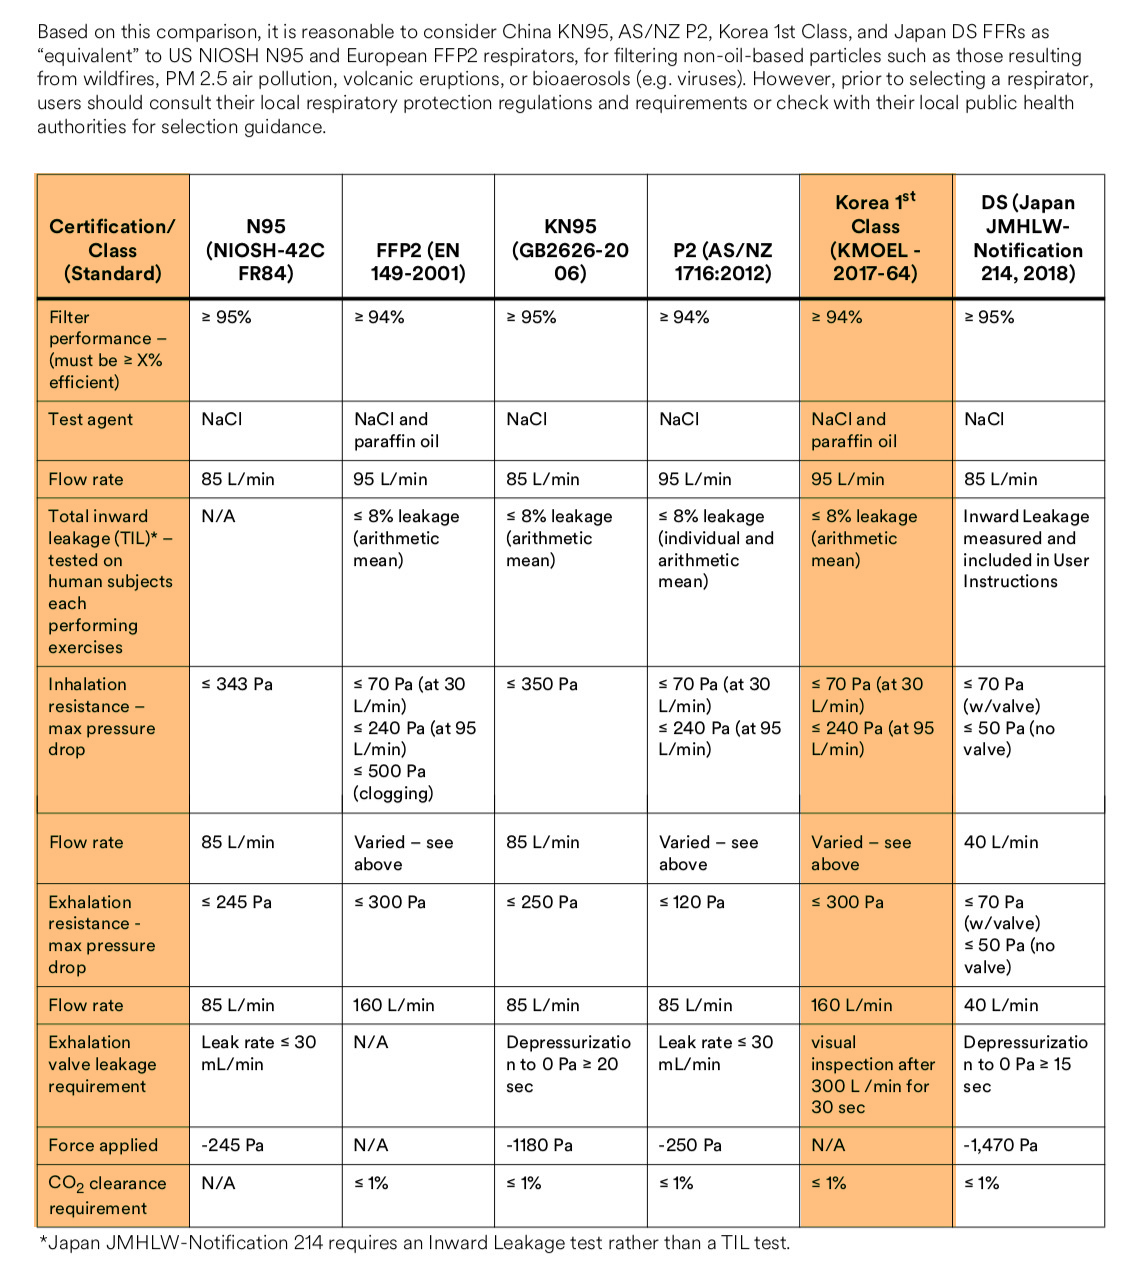 Based on this comparison, it is reasonable to consider China KN95, AS/NZ P2, Korea 1st Class, and Japan DS FFRs as
“equivalent” to US NIOSH N95 and European FFP2 respirators, for filtering non-oil-based particles such as those resulting
from wildfires, PM 2.5 air pollution, volcanic eruptions, or bioaerosols (e.g. viruses). However, prior to selecting a respirator,
users should consult their local respiratory protection regulations and requirements or check with their local public health
authorities for selection guidance.
Certification/
Class
(Standard)
N95
(NIOSH-42C
FR84)
FFP2 (EN
149-2001)
KN95
(GB2626-20
06)
P2 (AS/NZ
1716:2012)
Korea 1st
Class
(KMOEL -
2017-64)
DS (Japan
JMHLW-
Notification
214, 2018)
Filter
performance –
(must be ≥ X%
efficient)
≥ 95%
≥ 94%
≥ 95%
≥ 94%
≥ 94%
≥ 95%
Test agent
NaCl
NaCl and
paraffin oil
NaCl
NaCl
NaCl and
paraffin oil
NaCl
Flow rate
85 L/min
95 L/min
85 L/min
95 L/min
95 L/min
85 L/min
Total inward
leakage (TIL)* –
tested on
human subjects
each
performing
exercises
N/A
≤ 8% leakage
(arithmetic
mean)
≤ 8% leakage
(arithmetic
mean)
≤ 8% leakage
(individual and
arithmetic
mean)
≤ 8% leakage
(arithmetic
mean)
Inward Leakage
measured and
included in User
Instructions
Inhalation
resistance –
max pressure
drop
≤ 343 Pa
≤ 70 Pa (at 30
L/min)
≤ 240 Pa (at 95
L/min)
≤ 500 Pa
(clogging)
≤ 350 Pa
≤ 70 Pa (at 30
L/min)
≤ 240 Pa (at 95
L/min)
≤ 70 Pa (at 30
L/min)
≤ 240 Pa (at 95
L/min)
≤ 70 Pa
(w/valve)
≤ 50 Pa (no
valve)
Flow rate
85 L/min
Varied – see
above
85 L/min
Varied – see
above
Varied – see
above
40 L/min
Exhalation
resistance -
max pressure
drop
≤ 245 Pa
≤ 300 Pa
≤ 250 Pa
≤ 120 Pa
≤ 300 Pa
≤ 70 Pa
(w/valve)
≤ 50 Pa (no
valve)
Flow rate
85 L/min
160 L/min
85 L/min
85 L/min
160 L/min
40 L/min
Exhalation
valve leakage
requirement
Leak rate ≤ 30
mL/min
N/A
Depressurizatio
n to 0 Pa ≥ 20
sec
Leak rate ≤ 30
mL/min
visual
inspection after
300 L /min for
30 sec
Depressurizatio
n to 0 Pa ≥ 15
sec
Force applied
-245 Pa
N/A
-1180 Pa
-250 Pa
N/A
-1,470 Pa
CO2 clearance
requirement
N/A
≤ 1%
≤ 1%
≤ 1%
≤ 1%
≤ 1%
*Japan JMHLW-Notification 214 requires an Inward Leakage test rather than a TIL test.